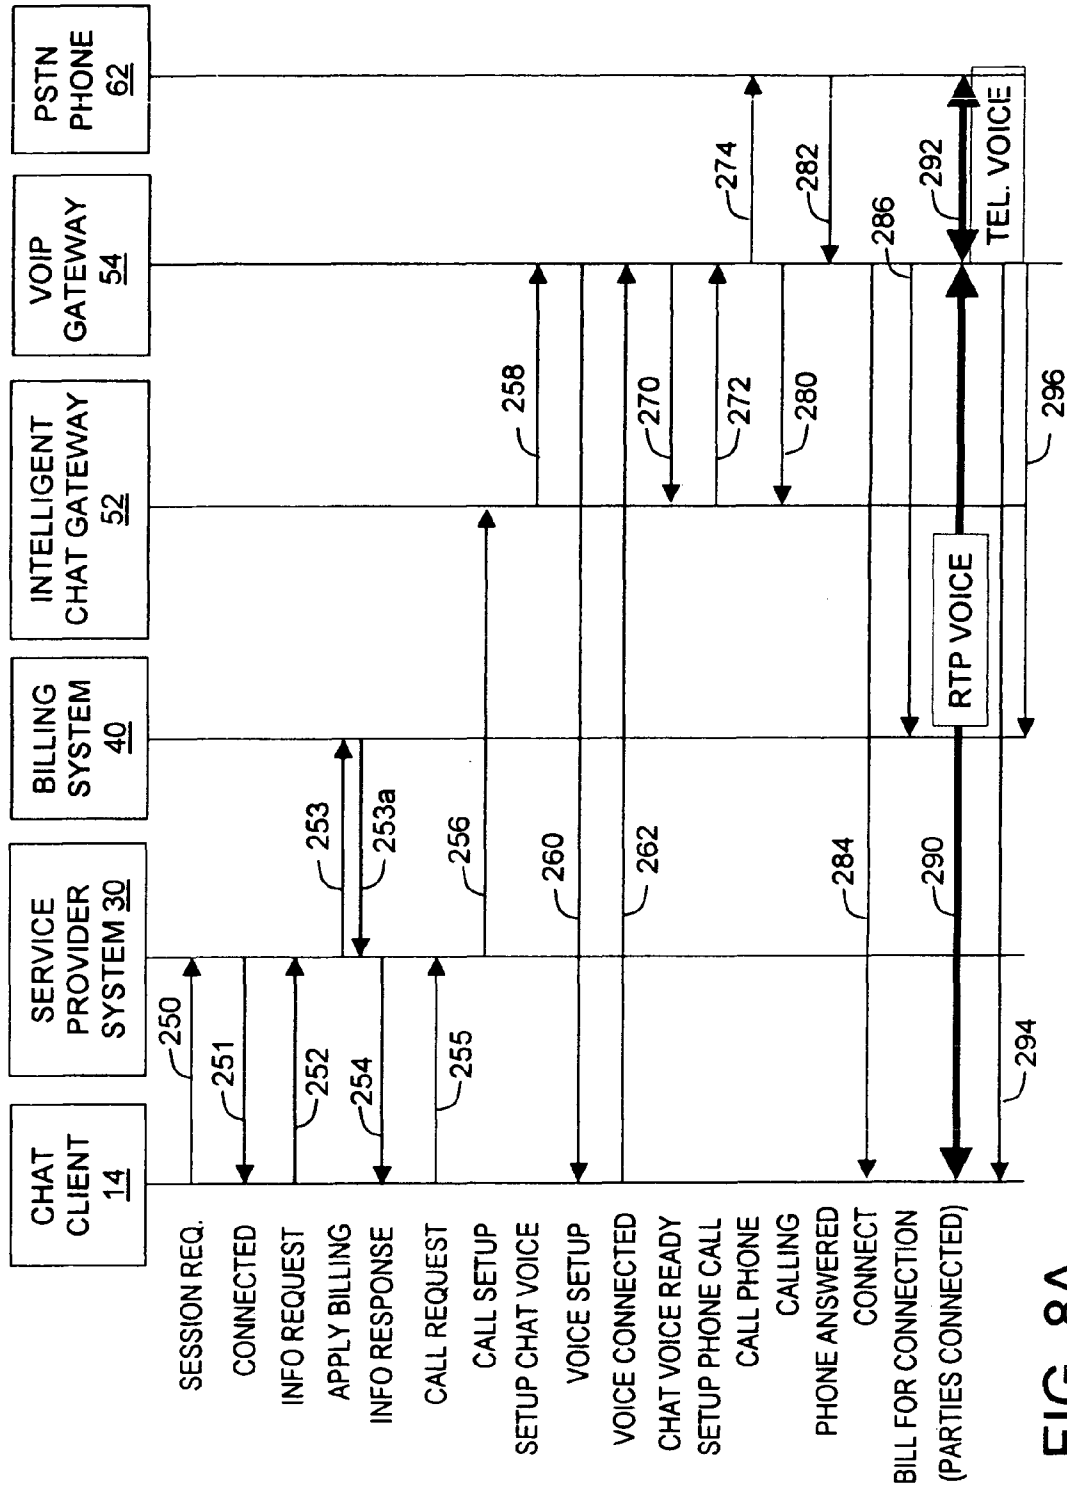 CHAT
CLIENT
14
SERVICE
PROVIDER
SYSTEM 30
BILLING
SYSTEM
40
INTELLIGENT
CHAT GATEWAY
52
VOIP
GATEWAY
54
PSTN
PHONE
62
SESSION REQ.
250
CONNECTED
251
INFO REQUEST
252
APPLY BILLING
253
253a
INFO RESPONSE
254
CALL REQUEST
255
CALL SETUP
256
SETUP CHAT VOICE
258
VOICE SETUP
260
VOICE CONNECTED
262
CHAT VOICE READY
270
SETUP PHONE CALL
272
CALL PHONE
274
CALLING
280
PHONE ANSWERED
282
CONNECT
284
BILL FOR CONNECTION
286
(PARTIES CONNECTED)
290
RTP VOICE
292
TEL. VOICE
294
296
FIG. 8A